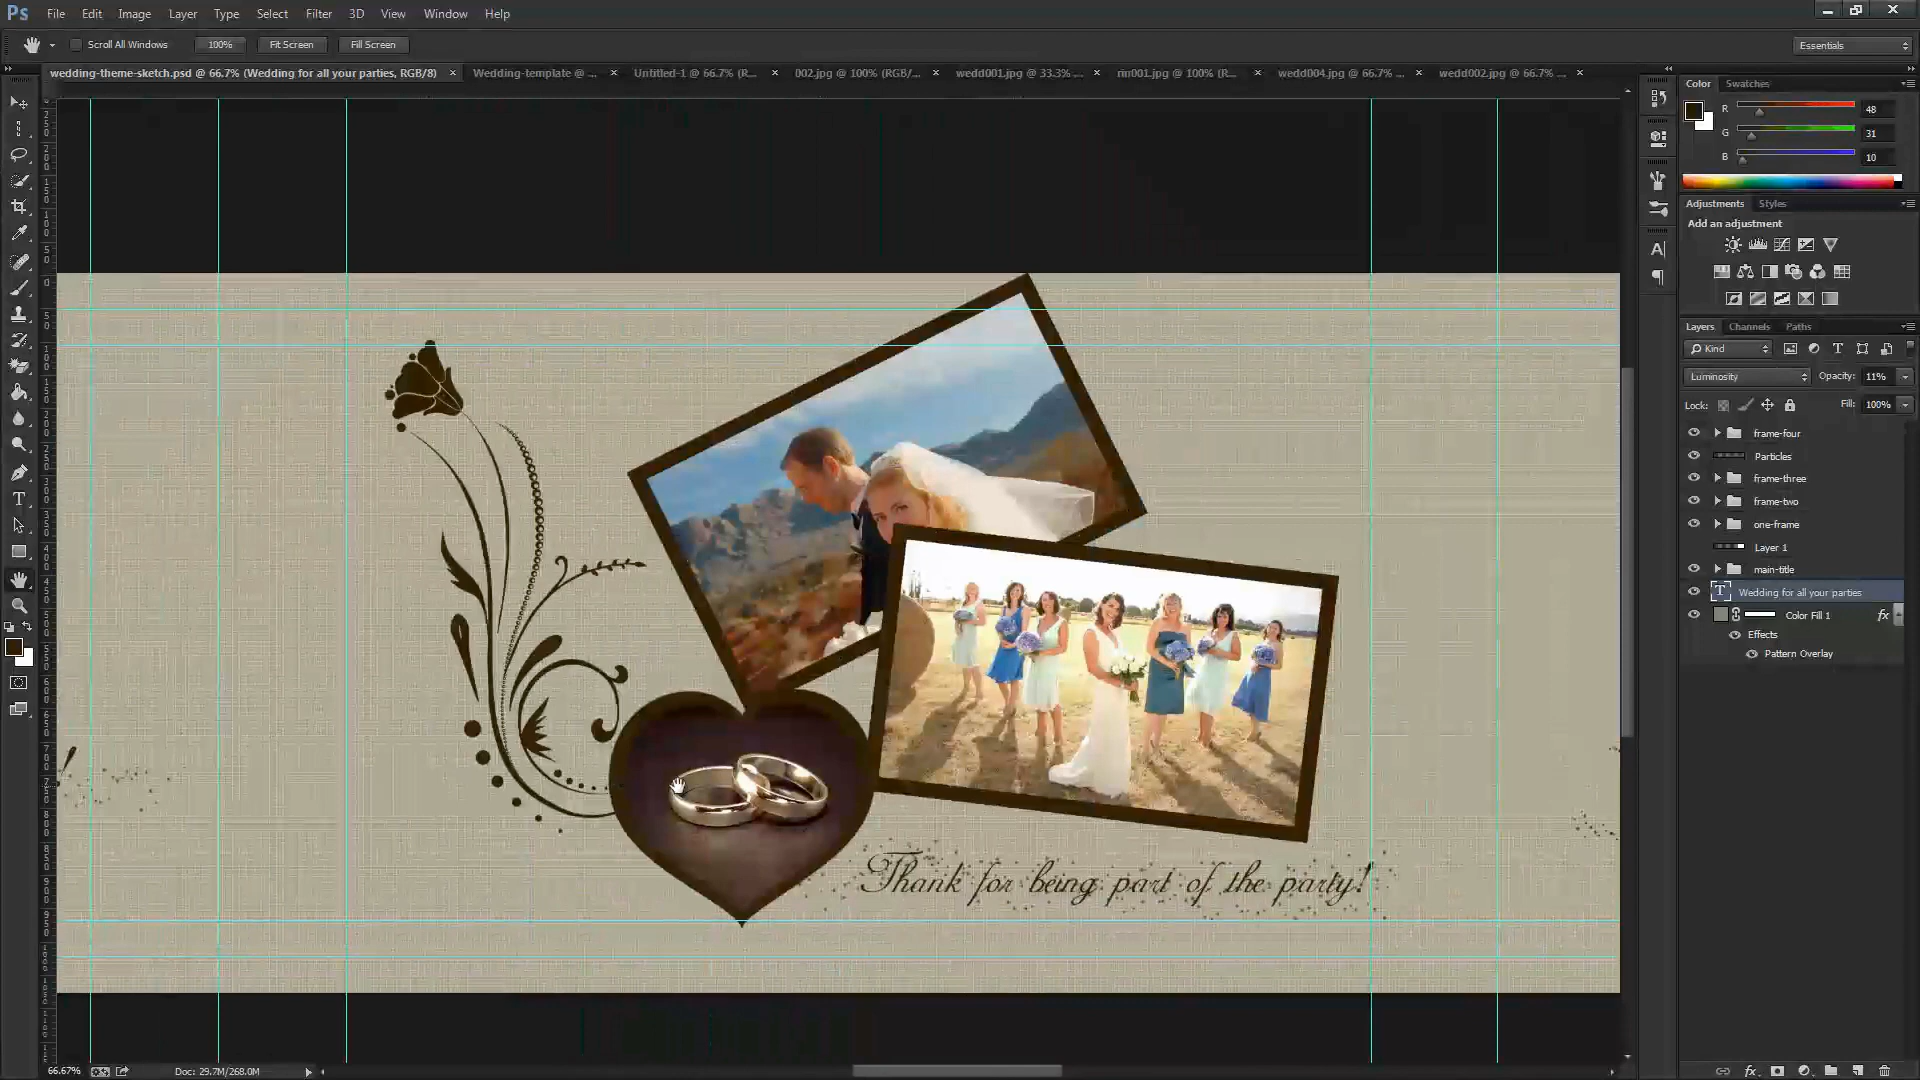 Ps File Edit Image Layer Type Select Filter 3D View Window Help
Scroll All Windows 100% Fit Screen Fill Screen Essentials
wedding-theme-sketch.psd @ 66.7% (Wedding for all your parties, RGB/8) × Wedding-template @ ... × Untitled-1 @ 66.7% (R... × 002.jpg @ 100% (RGB/... × wedd001.jpg @ 33.3% ... × rin001.jpg @ 100% (R... × wedd004.jpg @ 66.7% ... × wedd002.jpg @ 66.7% ... ×
Color Swatches
R 48
G 31
B 10
Adjustments Styles
Add an adjustment
Layers Channels Paths
Kind
Luminosity Opacity: 11%
Lock: Fill: 100%
frame-four
Particles
frame-three
frame-two
one-frame
Layer 1
main-title
Wedding for all your parties
Color Fill 1 fx
Effects
Pattern Overlay
Thank for being part of the party!
66.67% Doc: 29.7M/268.0M